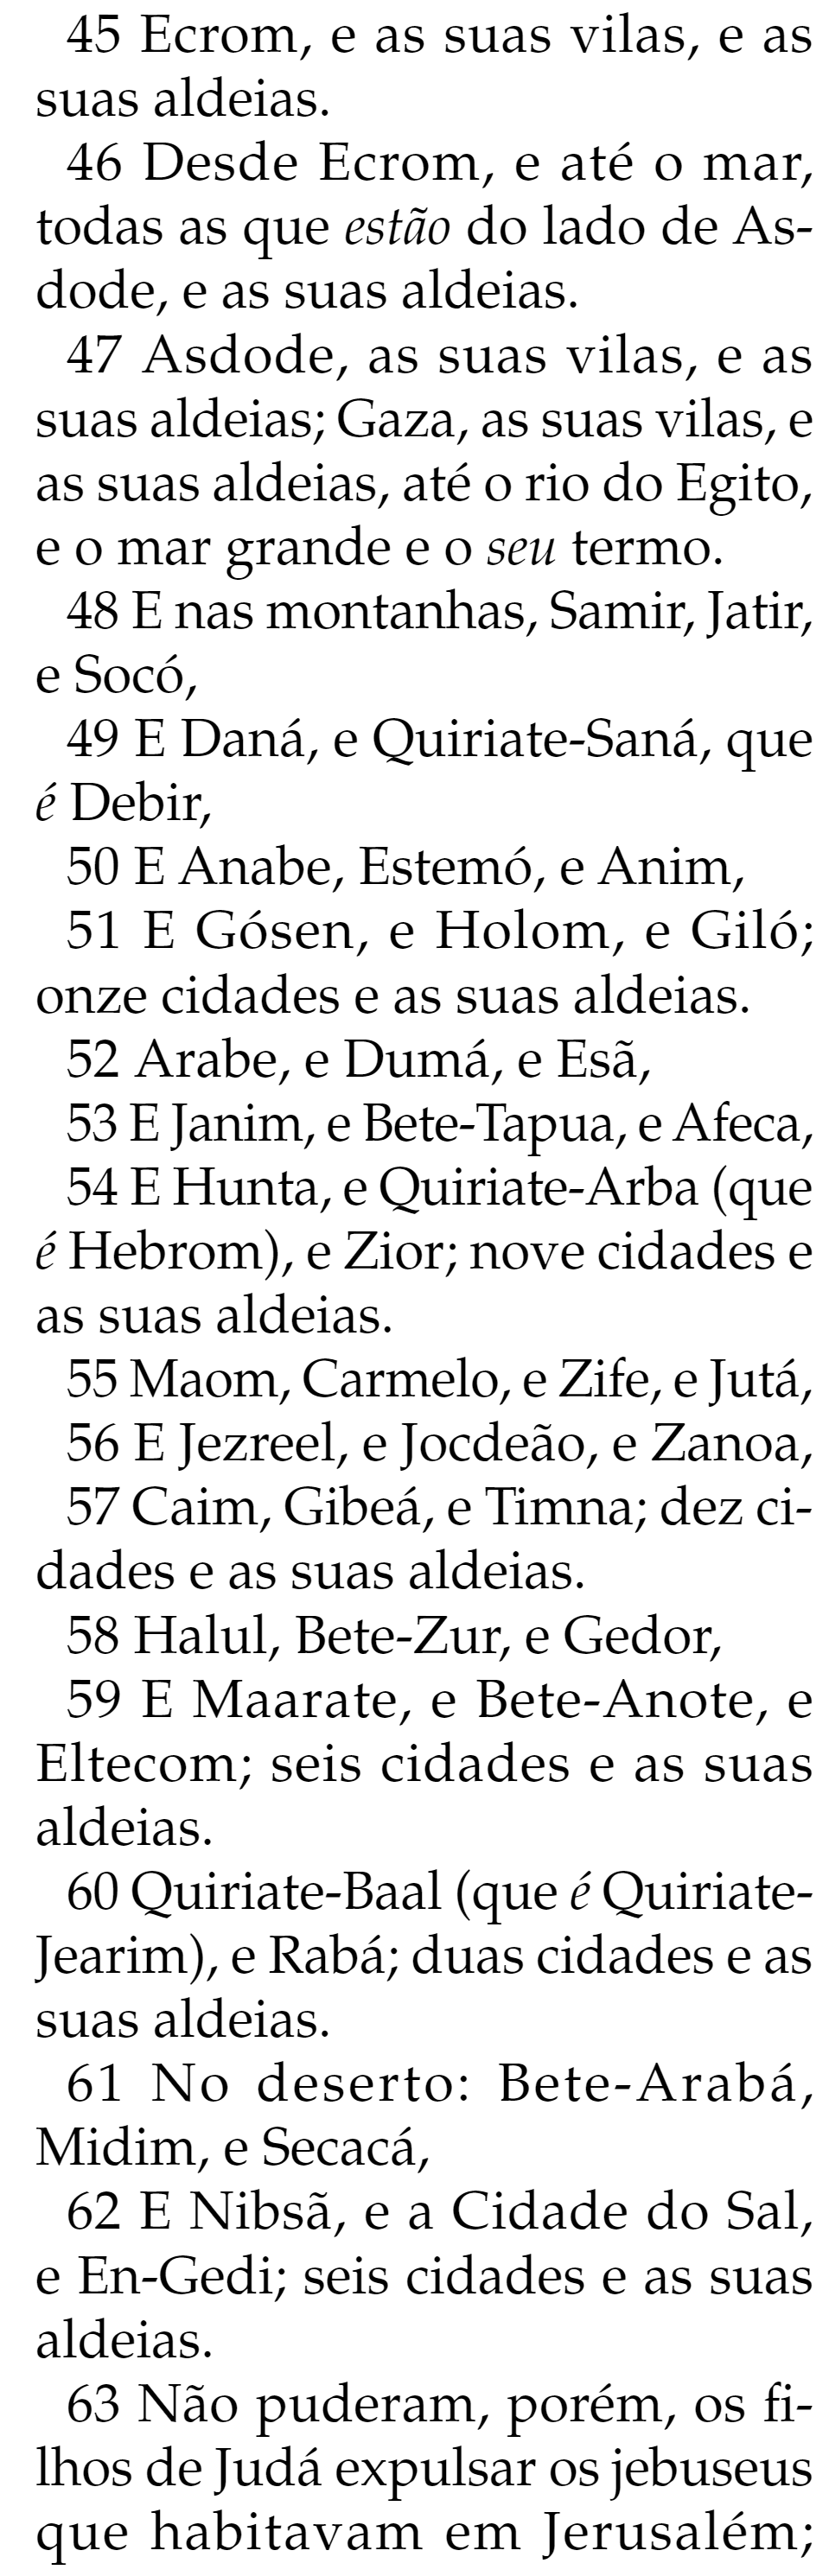 45 Ecrom, e as suas vilas, e as
suas aldeias.
46 Desde Ecrom, e até o mar,
todas as que estão do lado de As-
dode, e as suas aldeias.
47 Asdode, as suas vilas, e as
suas aldeias; Gaza, as suas vilas, e
as suas aldeias, até o rio do Egito,
e o mar grande e o seu termo.
48 E nas montanhas, Samir, Jatir,
e Socó,
49 E Daná, e Quiriate-Saná, que
é Debir,
50 E Anabe, Estemó, e Anim,
51 E Gósen, e Holom, e Giló;
onze cidades e as suas aldeias.
52 Arabe, e Dumá, e Esã,
53 E Janim, e Bete-Tapua, e Afeca,
54 E Hunta, e Quiriate-Arba (que
é Hebrom), e Zior; nove cidades e
as suas aldeias.
55 Maom, Carmelo, e Zife, e Jutá,
56 E Jezreel, e Jocdeão, e Zanoa,
57 Caim, Gibeá, e Timna; dez ci-
dades e as suas aldeias.
58 Halul, Bete-Zur, e Gedor,
59 E Maarate, e Bete-Anote, e
Eltecom; seis cidades e as suas
aldeias.
60 Quiriate-Baal (que é Quiriate-
Jearim), e Rabá; duas cidades e as
suas aldeias.
61 No deserto: Bete-Arabá,
Midim, e Secacá,
62 E Nibsã, e a Cidade do Sal,
e En-Gedi; seis cidades e as suas
aldeias.
63 Não puderam, porém, os fi-
lhos de Judá expulsar os jebuseus
que habitavam em Jerusalém;